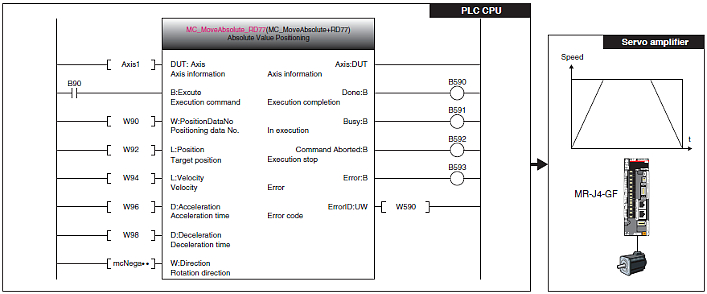 PLC CPU
MC_MoveAbsolute_RD77(MC_MoveAbsolute+RD77)
Absolute Value Positioning
Axis1 DUT: Axis Axis:DUT
Axis information Axis information
B90 B590
B:Excute Done:B
Execution command Execution completion
B591
W90 W:PositionDataNo Busy:B
Positioning data No. In execution
B592
W92 L:Position Command Aborted:B
Target position Execution stop
B593
W94 L:Velocity Error:B
Velocity Error
W96 D:Acceleration ErrorID:UW W590
Acceleration time Error code
W98 D:Deceleration
Deceleration time
mcNega•• W:Direction
Rotation direction
Servo amplifier
Speed
t
MR-J4-GF